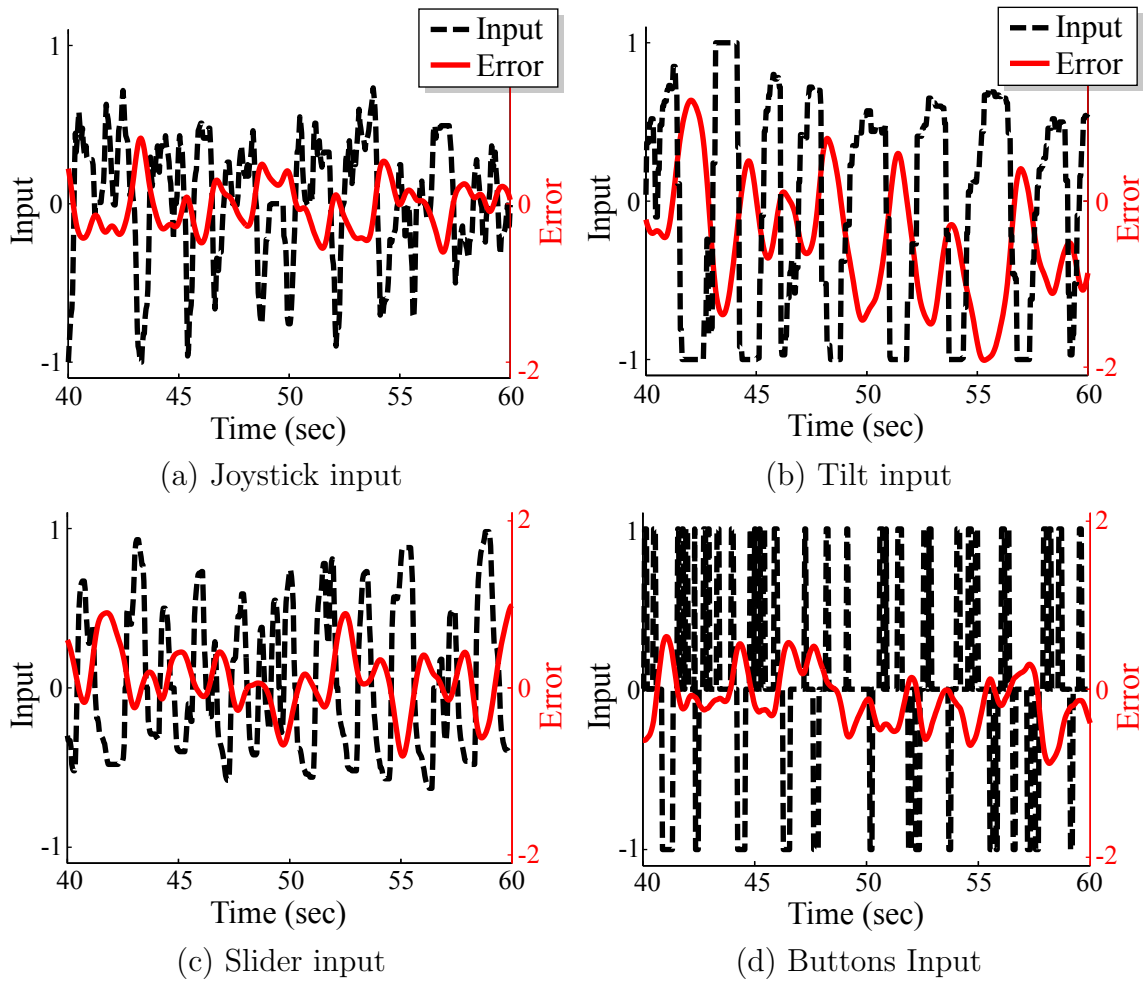 Input
Error
1
0
-1
Input
0
-2
Error
40 45 50 55 60
Time (sec)
(a) Joystick input
Input
Error
1
0
-1
Input
0
-2
Error
40 45 50 55 60
Time (sec)
(b) Tilt input
1
0
-1
Input
2
0
-2
Error
40 45 50 55 60
Time (sec)
(c) Slider input
1
0
-1
Input
2
0
-2
Error
40 45 50 55 60
Time (sec)
(d) Buttons Input